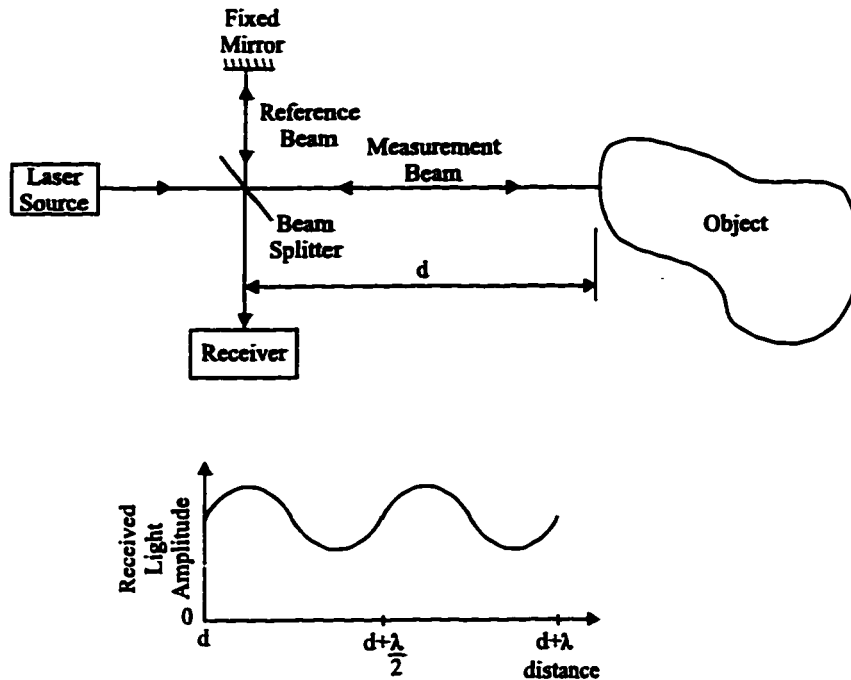 Fixed
Mirror
Reference
Beam
Measurement
Beam
Laser
Source
Beam
Splitter
Object
d
Receiver
Received
Light
Amplitude
0
d
d+λ/2
d+λ
distance